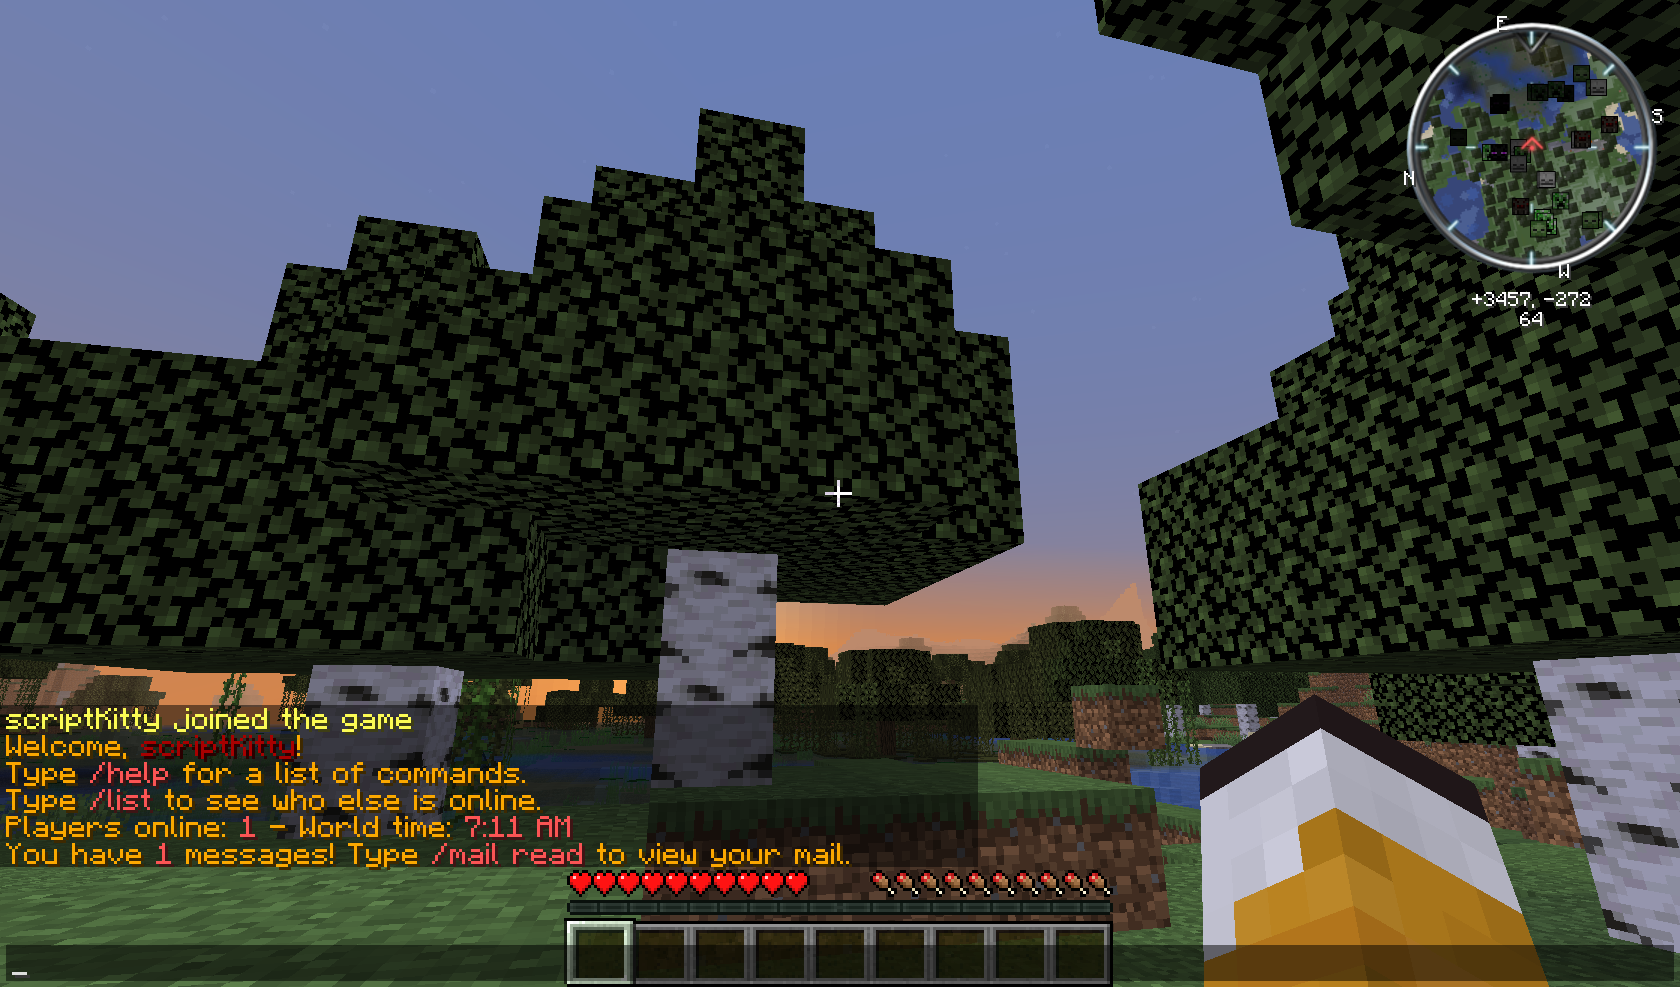 E
S
N
W
+3457, -272
64
scriptKitty joined the game
Welcome, scriptKitty!
Type /help for a list of commands.
Type /list to see who else is online.
Players online: 1 - World time: 7:11 AM
You have 1 messages! Type /mail read to view your mail.
_